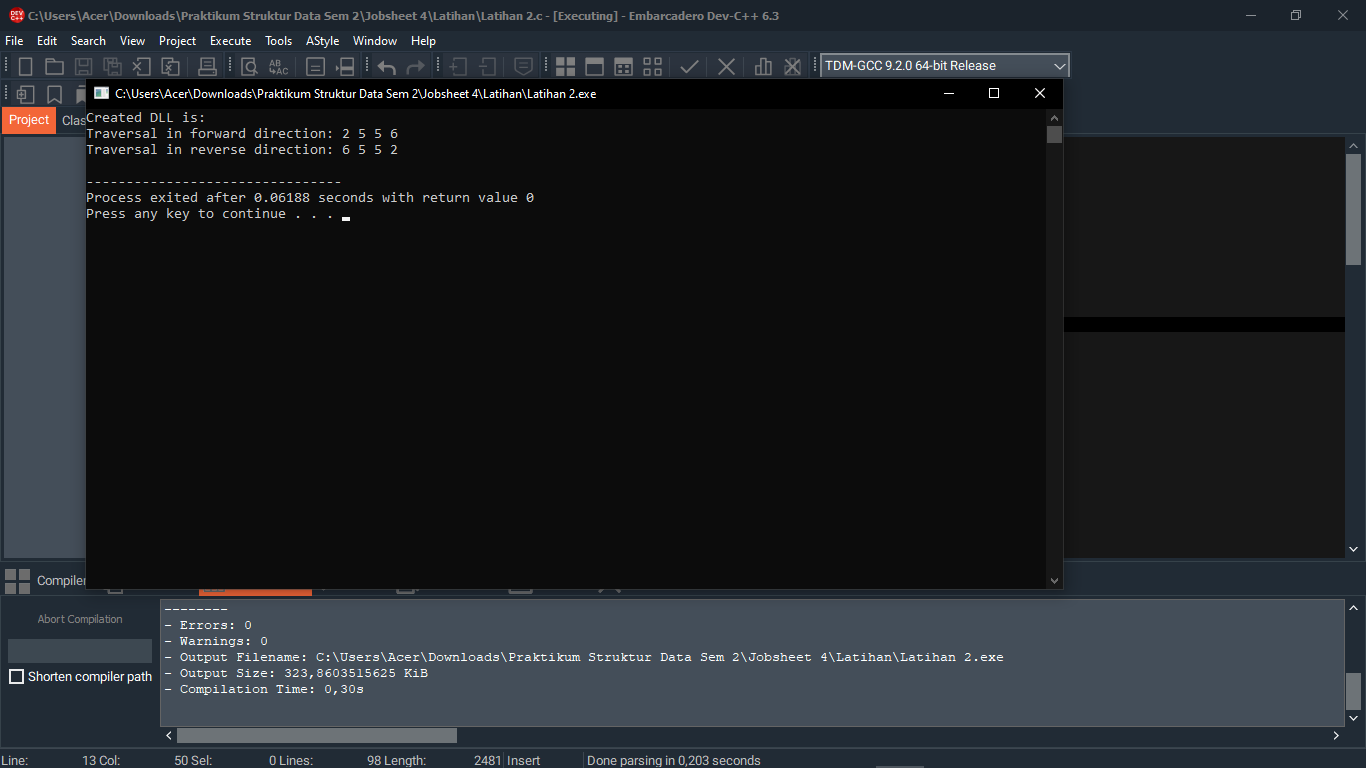 C:\Users\Acer\Downloads\Praktikum Struktur Data Sem 2\Jobsheet 4\Latihan\Latihan 2.c - [Executing] - Embarcadero Dev-C++ 6.3
File Edit Search View Project Execute Tools AStyle Window Help
TDM-GCC 9.2.0 64-bit Release
C:\Users\Acer\Downloads\Praktikum Struktur Data Sem 2\Jobsheet 4\Latihan\Latihan 2.exe
Project Clas
Created DLL is:
Traversal in forward direction: 2 5 5 6
Traversal in reverse direction: 6 5 5 2
--------------------------------
Process exited after 0.06188 seconds with return value 0
Press any key to continue . . .
Compiler
Abort Compilation
Shorten compiler path
--------
- Errors: 0
- Warnings: 0
- Output Filename: C:\Users\Acer\Downloads\Praktikum Struktur Data Sem 2\Jobsheet 4\Latihan\Latihan 2.exe
- Output Size: 323,8603515625 KiB
- Compilation Time: 0,30s
Line: 13 Col: 50 Sel: 0 Lines: 98 Length: 2481 Insert Done parsing in 0,203 seconds